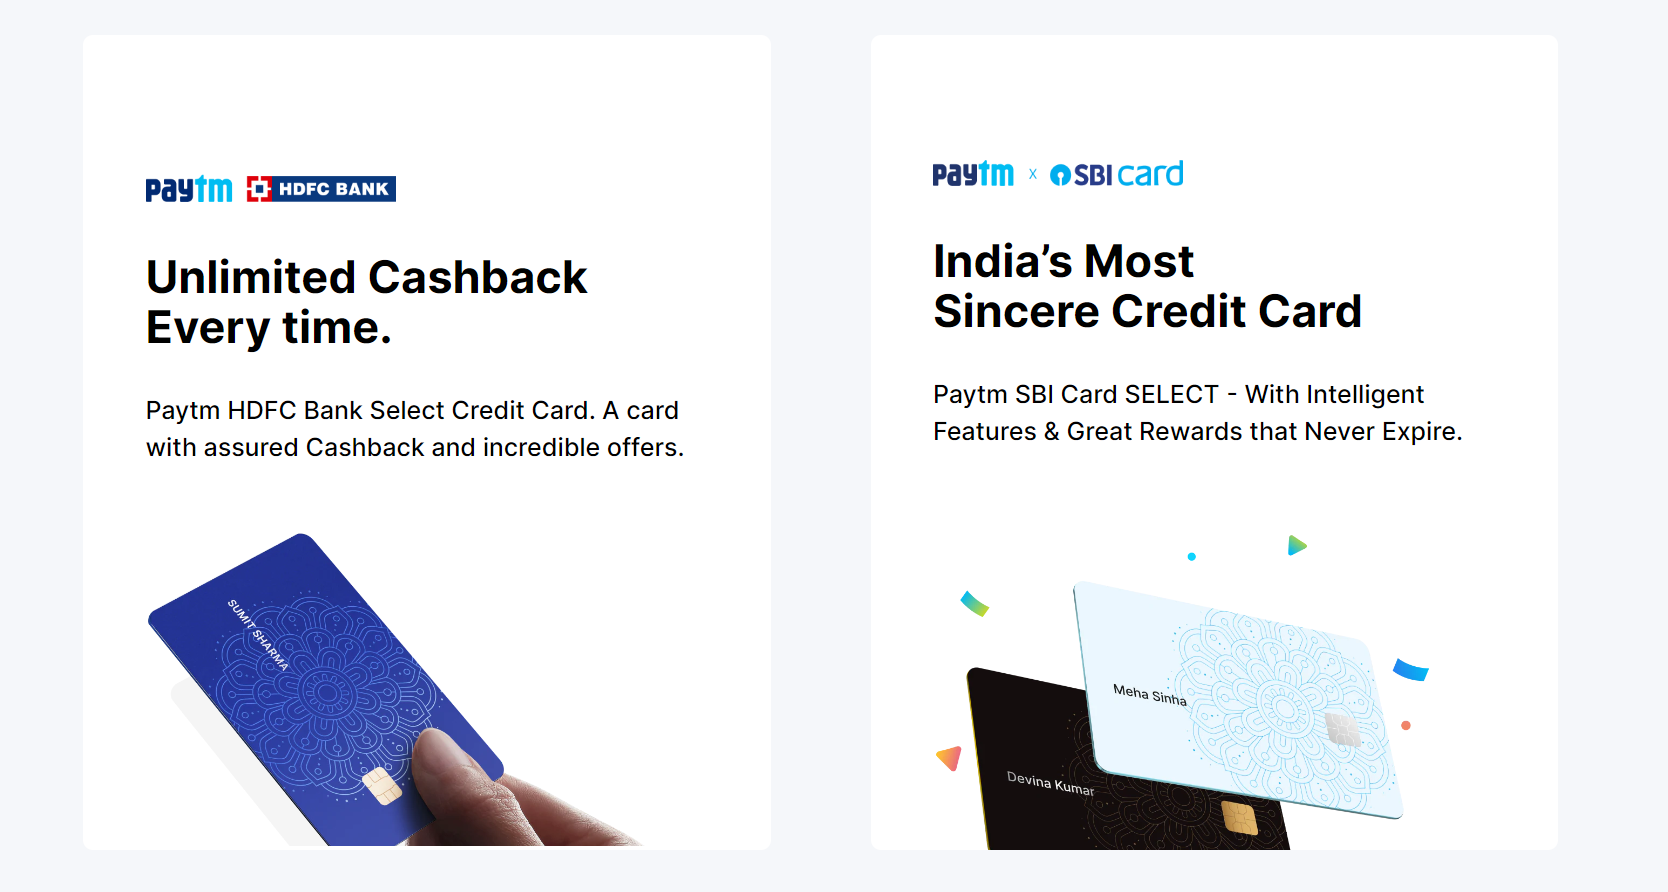 paytm HDFC BANK
Unlimited Cashback
Every time.
Paytm HDFC Bank Select Credit Card. A card
with assured Cashback and incredible offers.
SUMIT SHARMA
paytm x SBI card
India’s Most
Sincere Credit Card
Paytm SBI Card SELECT - With Intelligent
Features & Great Rewards that Never Expire.
Meha Sinha
Devina Kumar